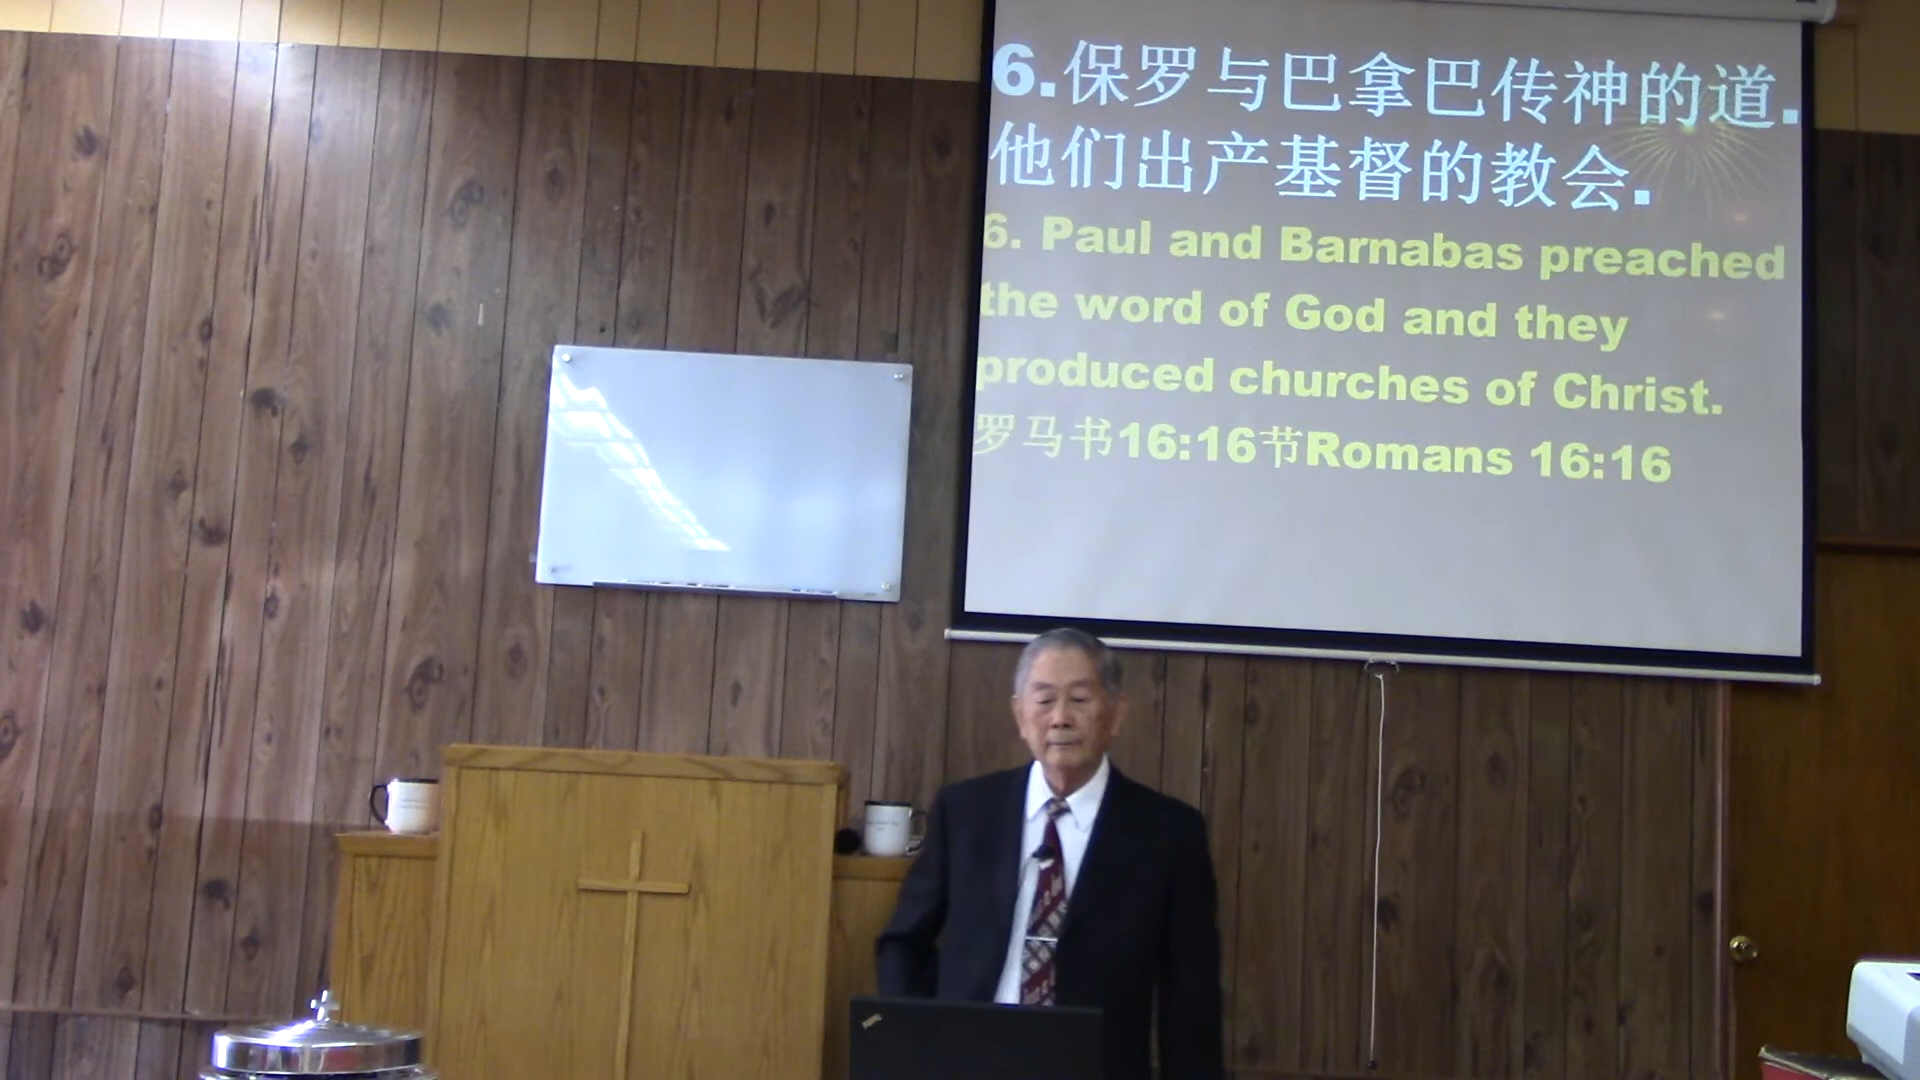 6.保罗与巴拿巴传神的道.
他们出产基督的教会.
6. Paul and Barnabas preached
the word of God and they
produced churches of Christ.
罗马书16:16节Romans 16:16